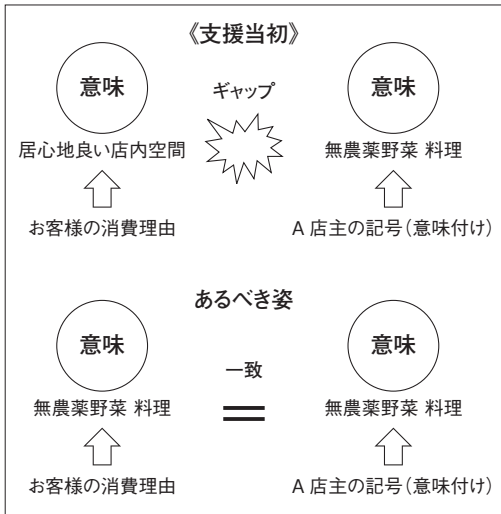 《支援当初》
意味
ギャップ
意味
居心地良い店内空間
無農薬野菜 料理
お客様の消費理由
A 店主の記号（意味付け）
あるべき姿
意味
一致
意味
無農薬野菜 料理
無農薬野菜 料理
お客様の消費理由
A 店主の記号（意味付け）